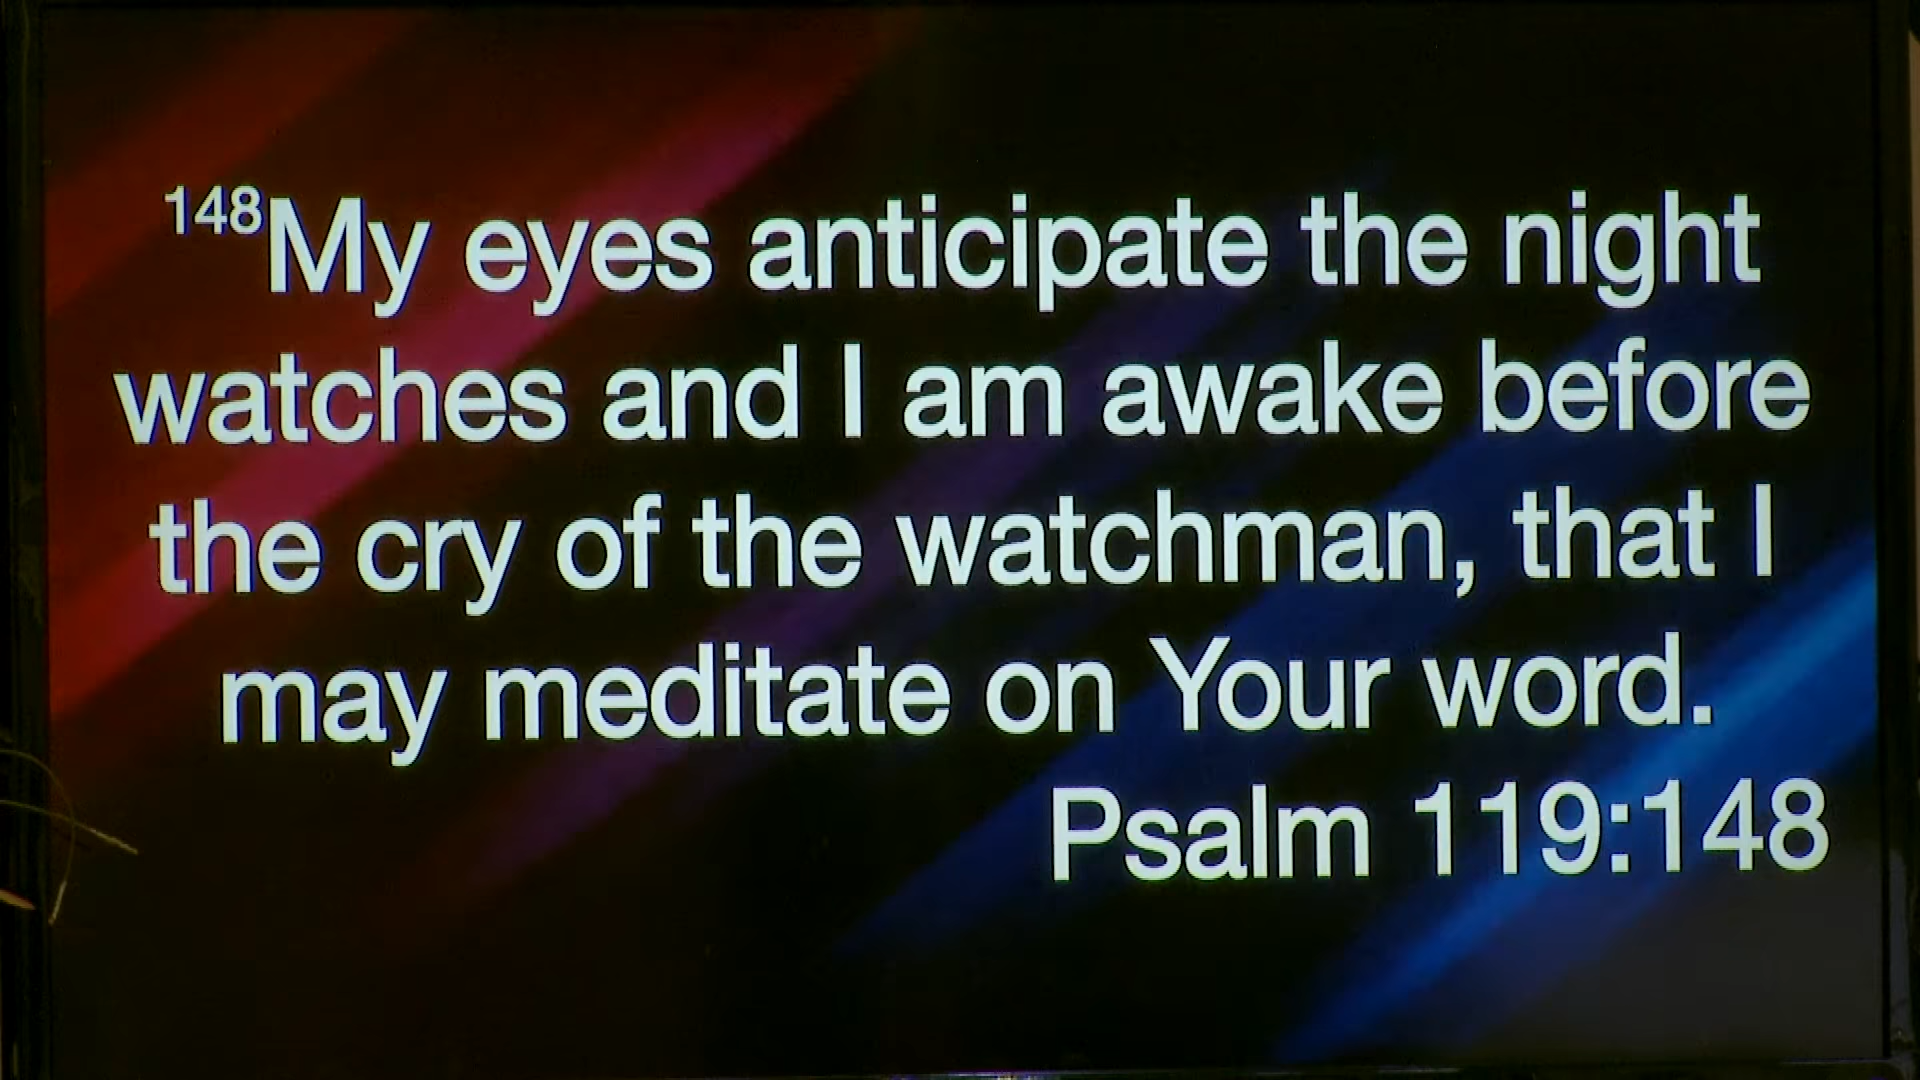 148My eyes anticipate the night
watches and I am awake before
the cry of the watchman, that I
may meditate on Your word.
Psalm 119:148